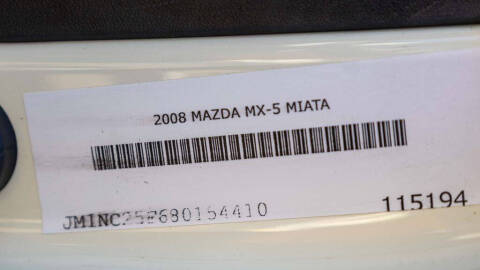 2008 MAZDA MX-5 MIATA
JM1NC25F680154410 115194